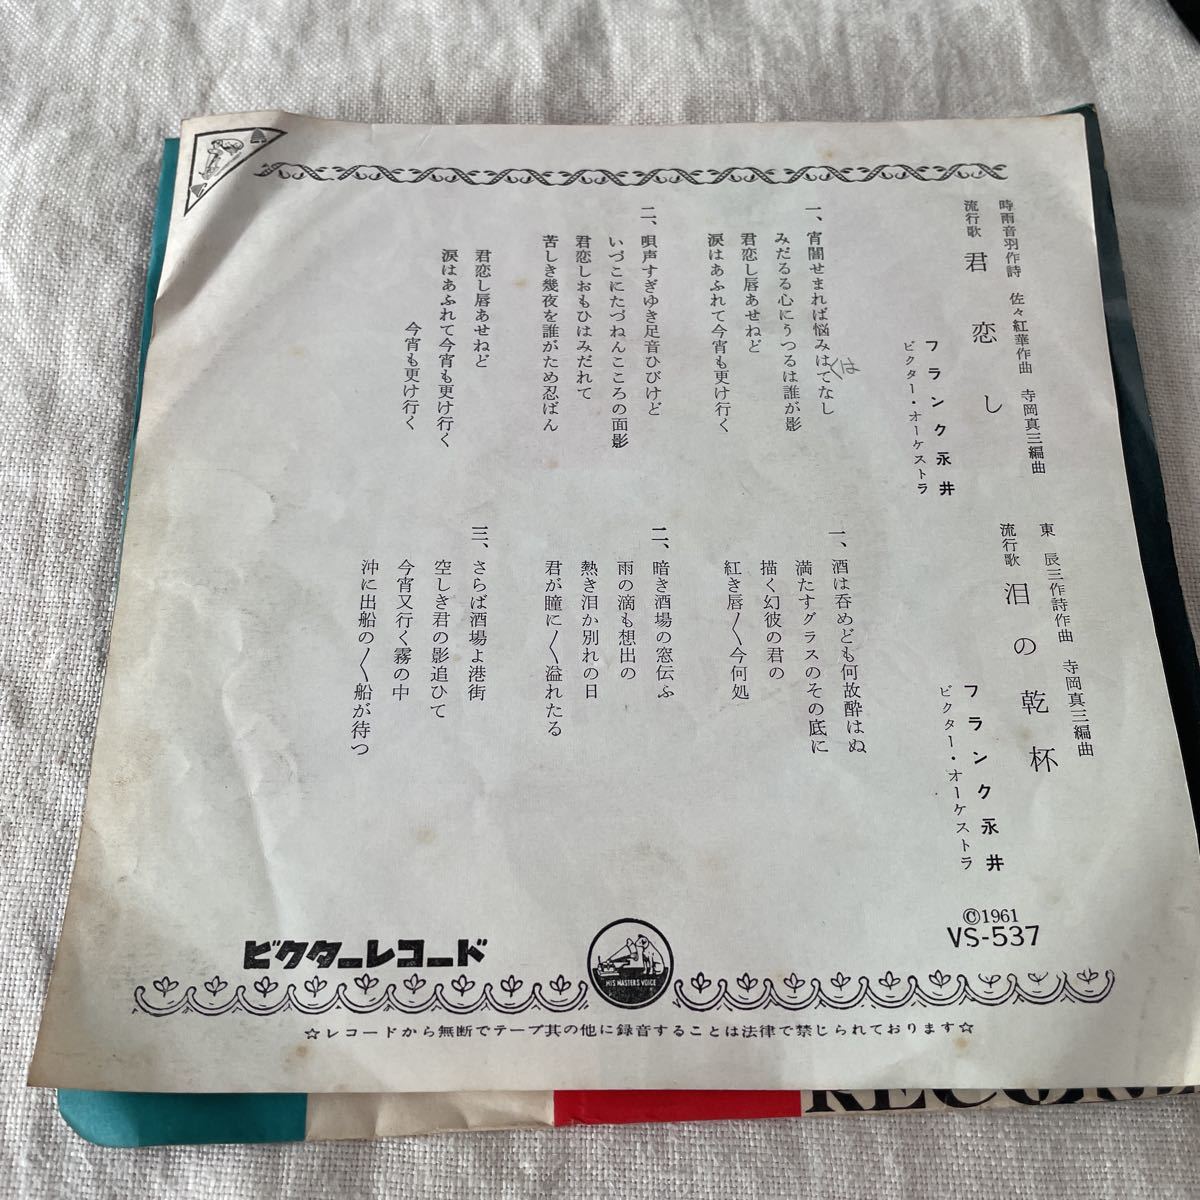 時雨音羽作詩　佐々紅華作曲　寺岡真三編曲
流行歌　君恋し
フランク永井
ビクター・オーケストラ
一、宵闇せまれば悩みはてなし
は
みだるる心にうつるは誰が影
君恋し唇あせねど
涙はあふれて今宵も更け行く
二、唄声すぎゆき足音ひびけど
いづこにたづねんこころの面影
君恋しおもひはみだれて
苦しき幾夜を誰がため忍ばん
君恋し唇あせねど
涙はあふれて今宵も更け行く
今宵も更け行く
東　辰三作詩作曲　寺岡真三編曲
流行歌　泪の乾杯
フランク永井
ビクター・オーケストラ
一、酒は呑めども何故酔はぬ
満たすグラスのその底に
描く幻彼の君の
紅き唇〳〵今何処
二、暗き酒場の窓伝ふ
雨の滴も想出の
熱き泪か別れの日
君が瞳に〳〵溢れたる
三、さらば酒場よ港街
空しき君の影追ひて
今宵又行く霧の中
沖に出船の〳〵船が待つ
©1961
VS-537
ビクターレコード
HIS MASTERS VOICE
☆レコードから無断でテープ其の他に録音することは法律で禁じられております☆